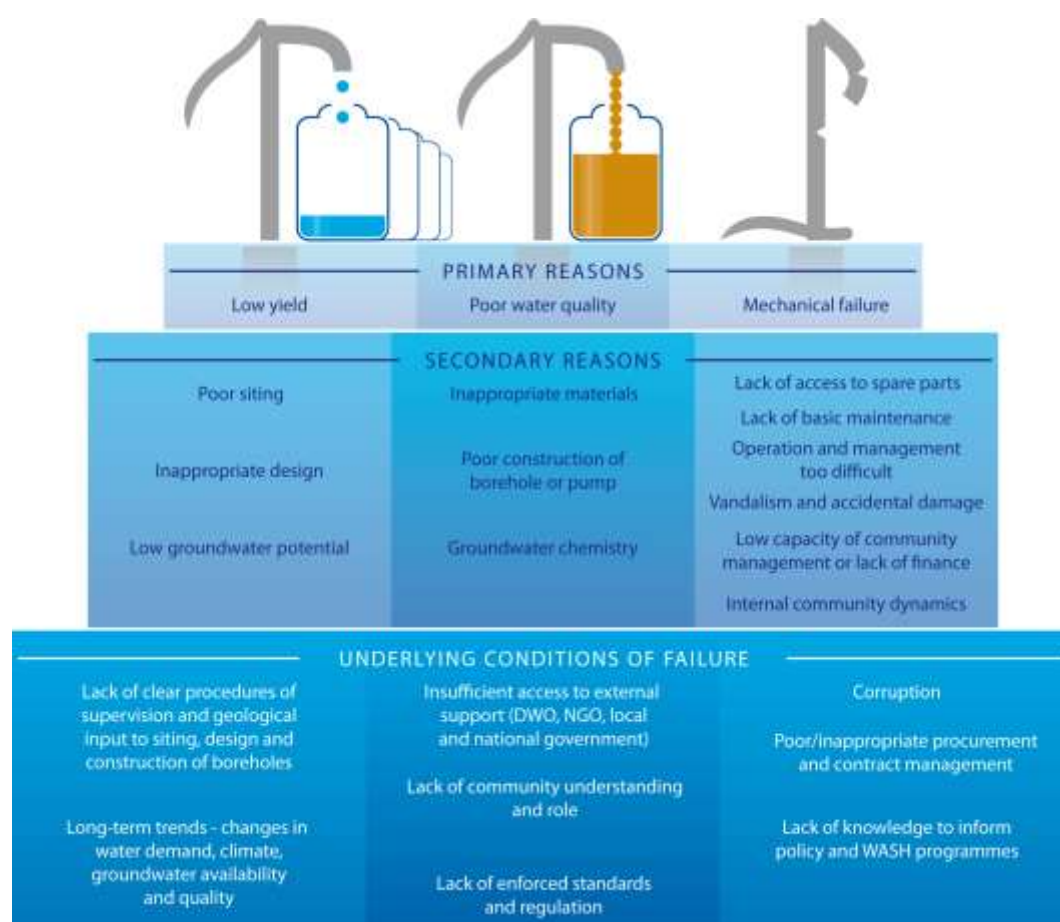 PRIMARY REASONS
Low yield
Poor water quality
Mechanical failure
SECONDARY REASONS
Poor siting
Inappropriate design
Low groundwater potential
Inappropriate materials
Poor construction of
borehole or pump
Groundwater chemistry
Lack of access to spare parts
Lack of basic maintenance
Operation and management
too difficult
Vandalism and accidental damage
Low capacity of community
management or lack of finance
Internal community dynamics
UNDERLYING CONDITIONS OF FAILURE
Lack of clear procedures of
supervision and geological
input to siting, design and
construction of boreholes
Long-term trends - changes in
water demand, climate,
groundwater availability
and quality
Insufficient access to external
support (DWO, NGO, local
and national government)
Lack of community understanding
and role
Lack of enforced standards
and regulation
Corruption
Poor/inappropriate procurement
and contract management
Lack of knowledge to inform
policy and WASH programmes